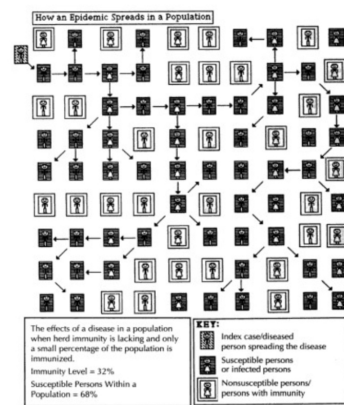 How an Epidemic Spreads in a Population
The effects of a disease in a population
when herd immunity is lacking and only
a small percentage of the population is
immunized.
Immunity Level = 32%
Susceptible Persons Within a
Population = 68%
KEY:
Index case/diseased
person spreading the disease
Susceptible persons
or infected persons
Nonsusceptible persons/
persons with immunity